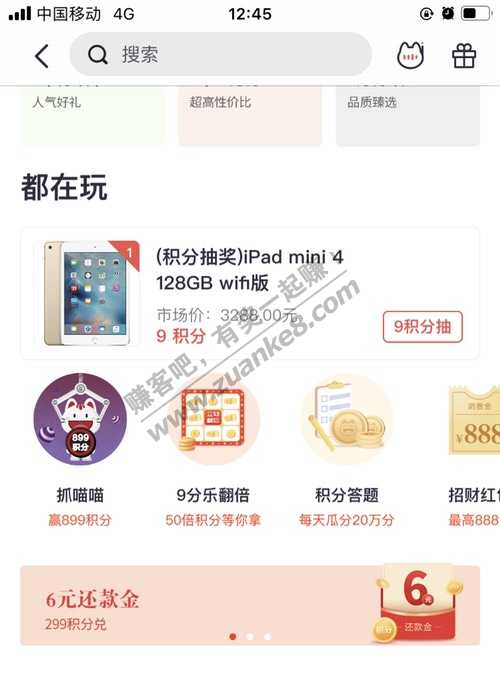 中国移动 4G 12:45
搜索
人气好礼 超高性价比 品质臻选
都在玩
1
(积分抽奖)iPad mini 4
128GB wifi版
市场价：3288.00元。
9 积分
9积分抽
赚客吧，有奖一起赚！
www.zuanke8.com
899
积分
消费金
¥888
抓喵喵 9分乐翻倍 积分答题 招财红
赢899积分 50倍积分等你拿 每天瓜分20万分 最高888
6元还款金
299积分兑
6元
积分
还款金